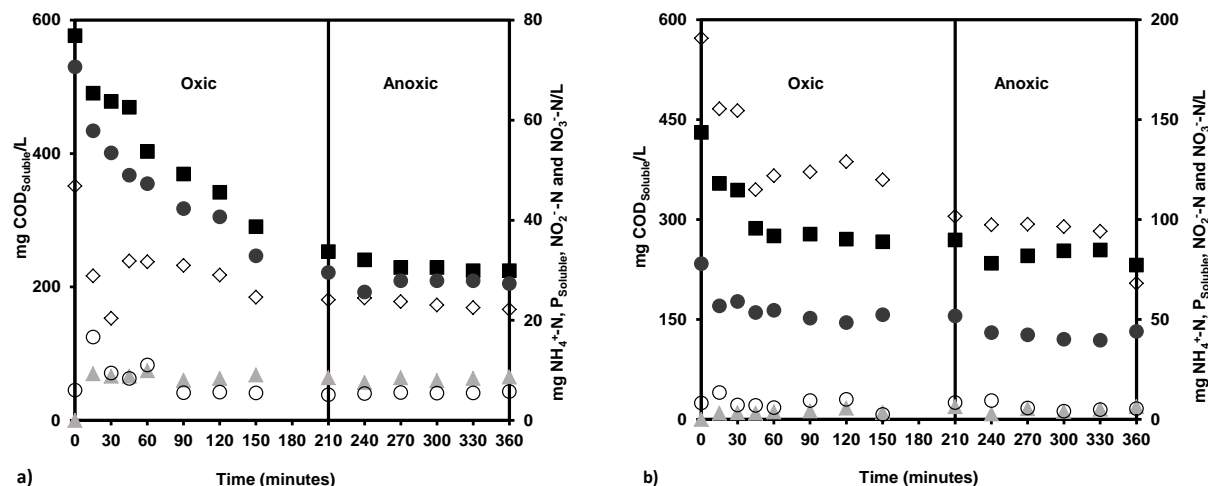 600
450
400
300
200
150
0
80
60
40
20
0
mg COD_Soluble/L
Oxic
Anoxic
mg NH₄⁺-N, P_Soluble, NO₂⁻-N and NO₃⁻-N/L
0 30 60 90 120 150 180 210 240 270 300 330 360
a)
Time (minutes)
600
450
300
150
0
200
150
100
50
0
mg COD_Soluble/L
Oxic
Anoxic
mg NH₄⁺-N, P_Soluble, NO₂⁻-N and NO₃⁻-N/L
0 30 60 90 120 150 180 210 240 270 300 330 360
b)
Time (minutes)